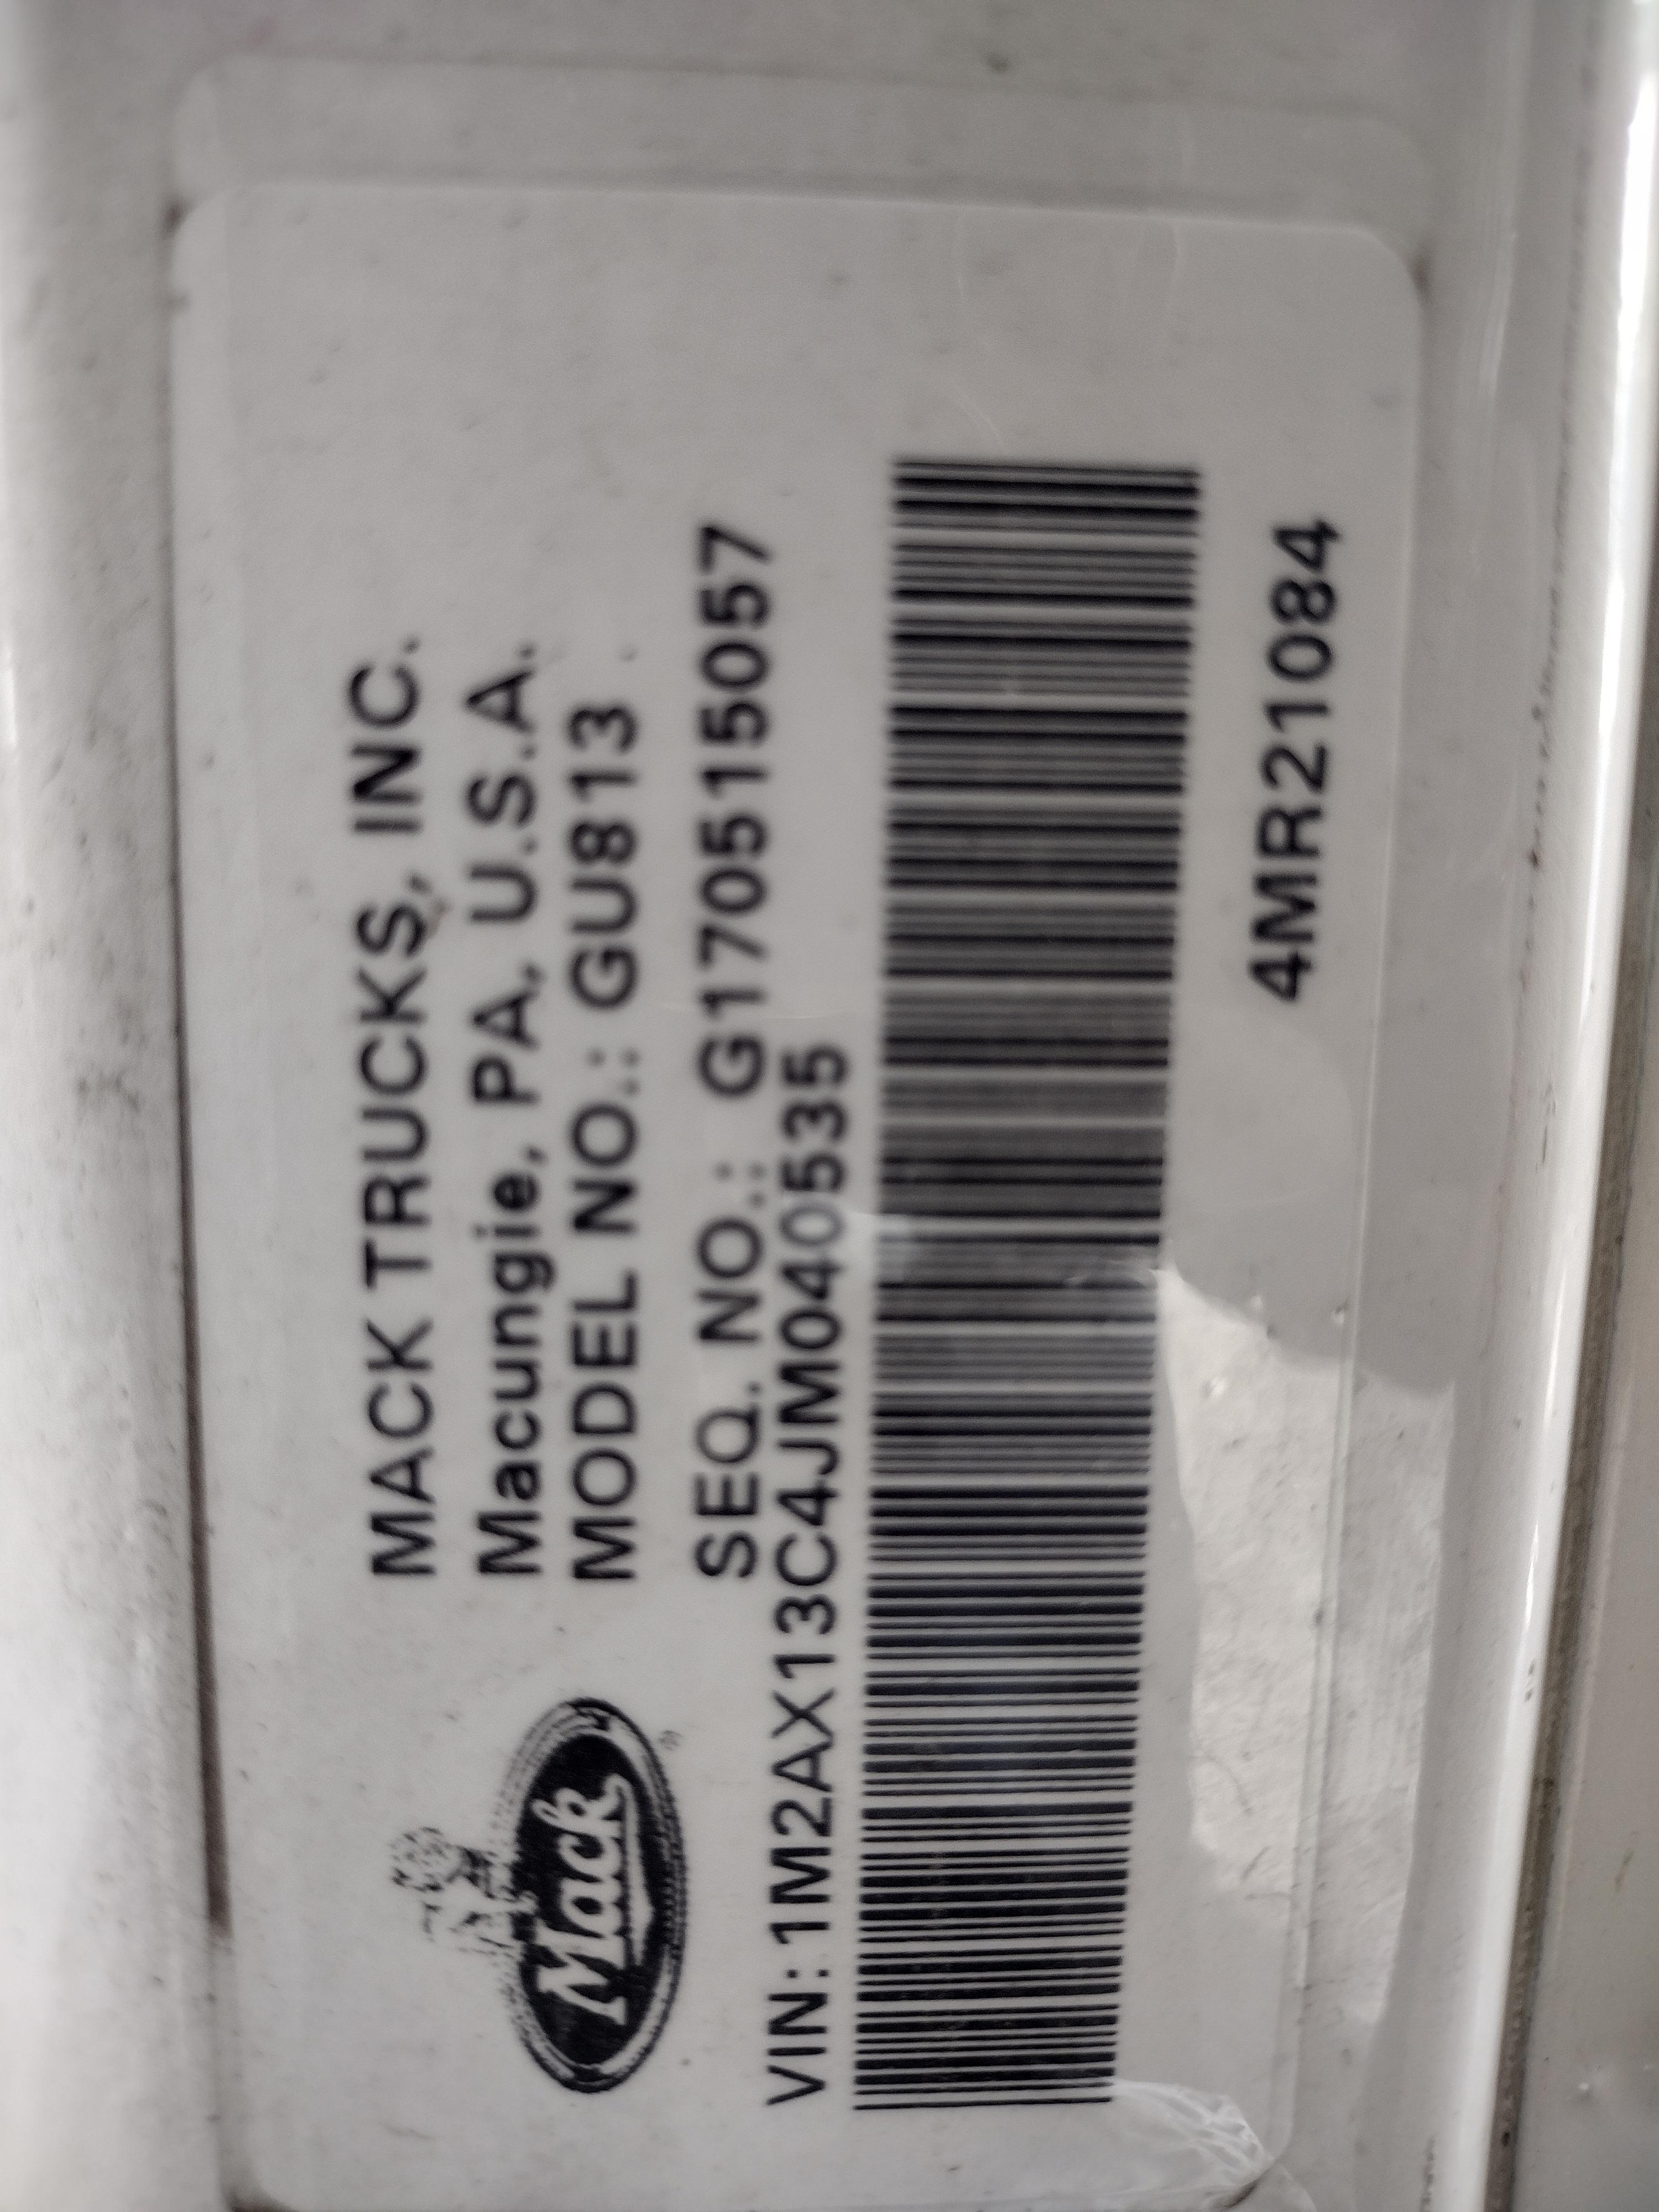 MACK TRUCKS, INC.
Macungie, PA, U.S.A.
MODEL NO.: GU813
Mack®
SEQ. NO.: G170515057
VIN: 1M2AX13C4JM040535
4MR21084